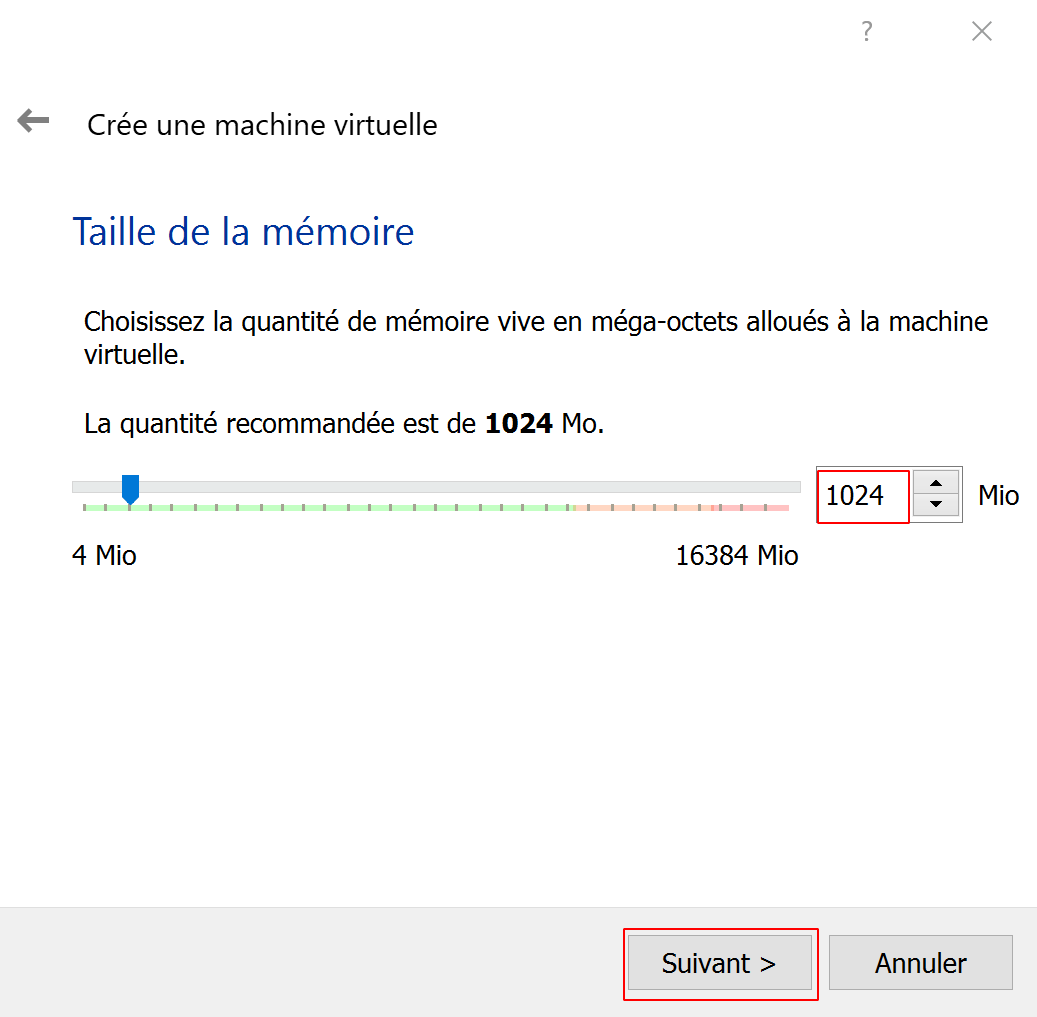 ?
Crée une machine virtuelle
Taille de la mémoire
Choisissez la quantité de mémoire vive en méga-octets alloués à la machine
virtuelle.
La quantité recommandée est de 1024 Mo.
1024 Mio
4 Mio 16384 Mio
Suivant > Annuler